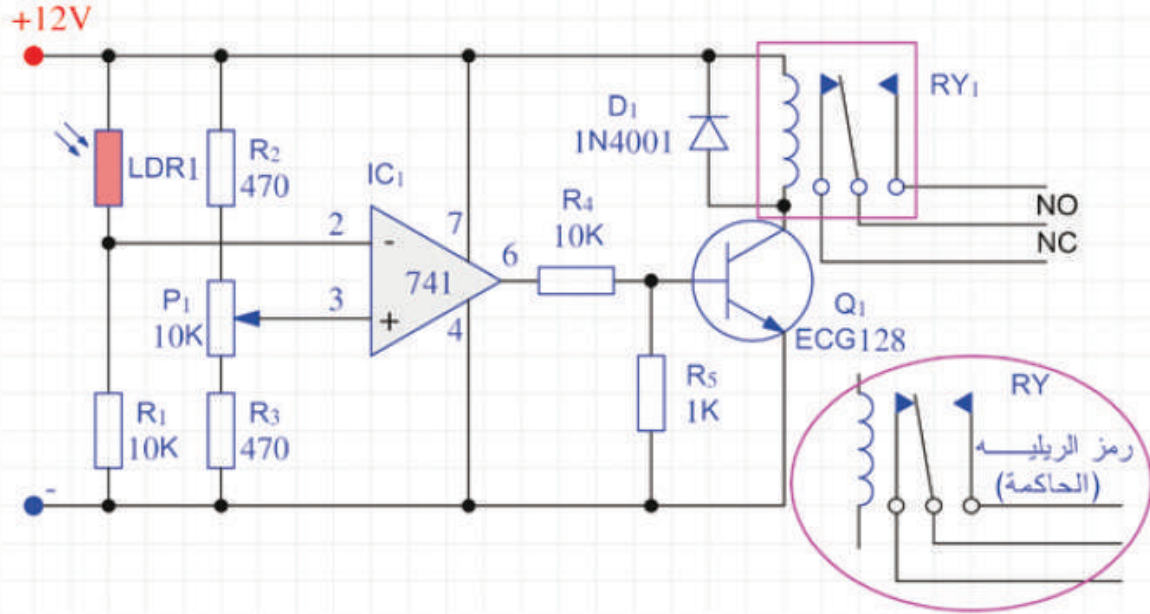 +12V
LDR1
R2
470
IC1
2
-
7
741
3
+
4
6
P1
10K
R1
10K
R3
470
R4
10K
R5
1K
D1
1N4001
RY1
NO
NC
Q1
ECG128
-
RY
رمز الريليه
(الحاكمة)